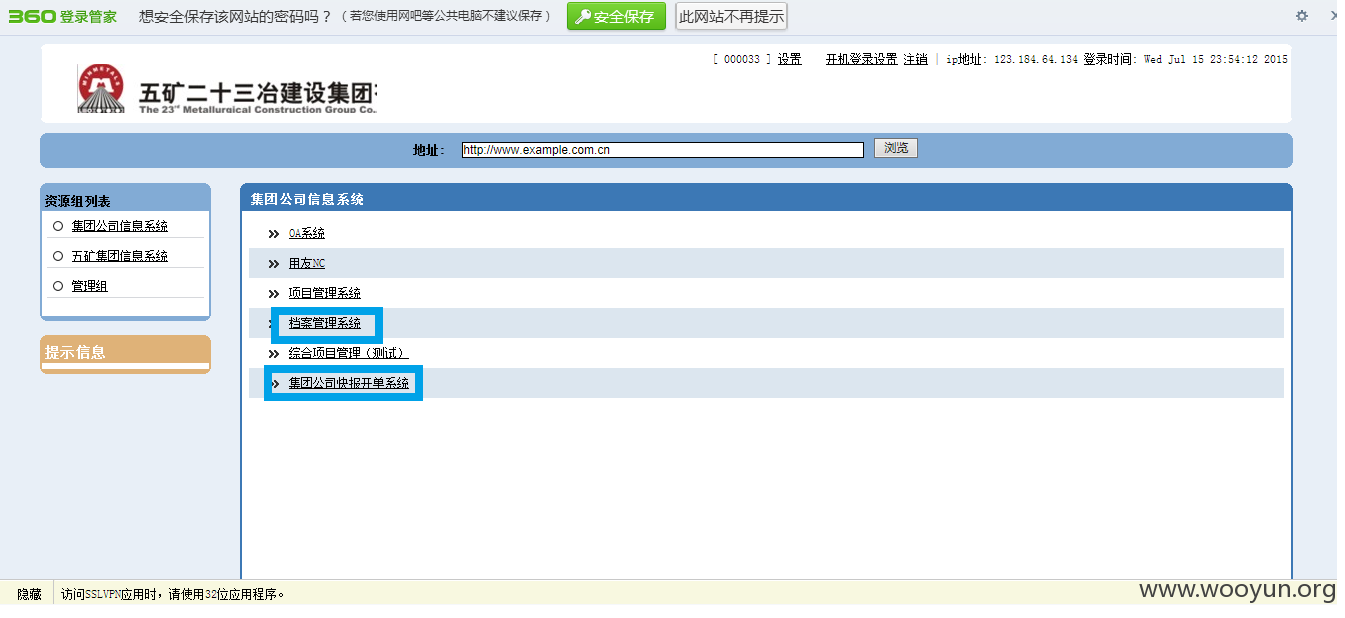 360 登录管家 想安全保存该网站的密码吗？（若您使用网吧等公共电脑不建议保存） 安全保存 此网站不再提示
[ 000033 ] 设置 开机登录设置 注销 | ip地址: 123.184.64.134 登录时间: Wed Jul 15 23:54:12 2015
MINMETALS
五矿二十三冶建设集团
The 23rd Metallurgical Construction Group Co.
地址: http://www.example.com.cn 浏览
资源组列表
集团公司信息系统
五矿集团信息系统
管理组
提示信息
集团公司信息系统
OA系统
用友NC
项目管理系统
档案管理系统
综合项目管理（测试）
集团公司快报开单系统
隐藏 访问SSLVPN应用时，请使用32位应用程序。
www.wooyun.org